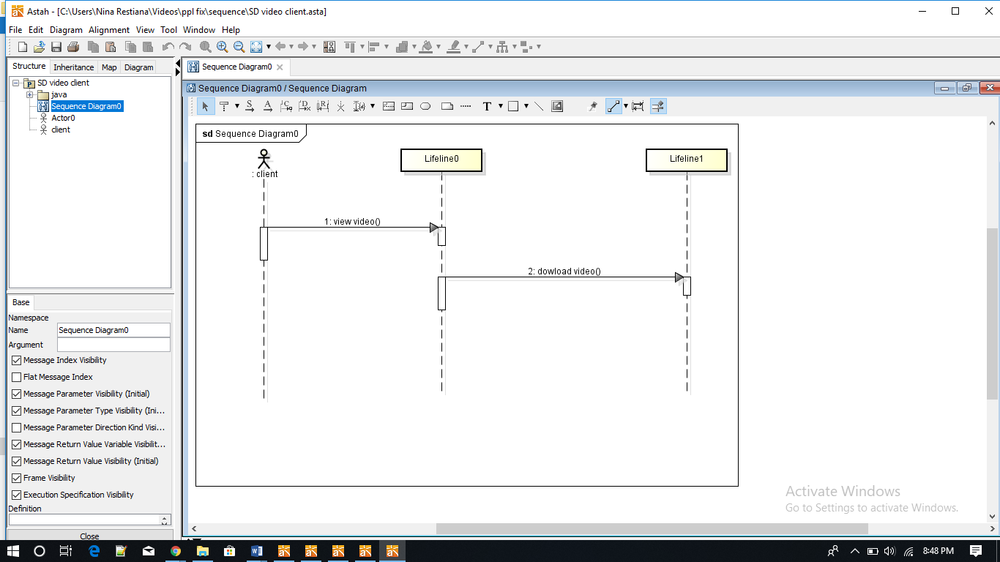 Astah - [C:\Users\Nina Restiana\Videos\ppl fix\sequence\SD video client.asta]
File Edit Diagram Alignment View Tool Window Help
Structure Inheritance Map Diagram
SD video client
java
Sequence Diagram0
Actor0
client
Base
Namespace
Name Sequence Diagram0
Argument
Message Index Visibility
Flat Message Index
Message Parameter Visibility (Initial)
Message Parameter Type Visibility (Ini...
Message Parameter Direction Kind Visi...
Message Return Value Variable Visibilit...
Message Return Value Visibility (Initial)
Frame Visibility
Execution Specification Visibility
Definition
Close
Sequence Diagram0
Sequence Diagram0 / Sequence Diagram
sd Sequence Diagram0
: client
Lifeline0
Lifeline1
1: view video()
2: dowload video()
Activate Windows
Go to Settings to activate Windows.
8:48 PM